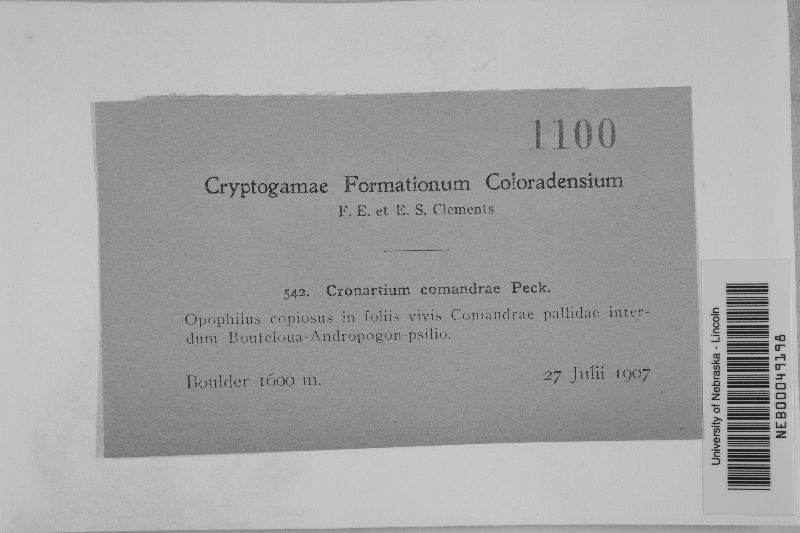 1100
Cryptogamae Formationum Coloradensium
F. E. et E. S. Clements
542. Cronartium comandrae Peck.
Opophilus copiosus in foliis vivis Comandrae pallidae inter-
dum Bouteloua-Andropogon-psilio.
Boulder 1600 m. 27 Julii 1907
University of Nebraska - Lincoln
NEB00049198